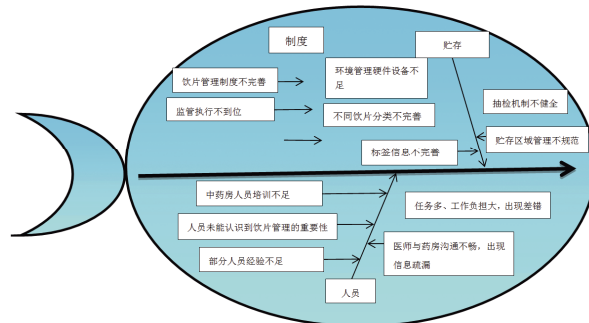 制度
贮存
饮片管理制度不完善
环境管理硬件设备不
足
监管执行不到位
不同饮片分类不完善
抽检机制不健全
贮存区域管理不规范
标签信息不完善
中药房人员培训不足
任务多、工作负担大，出现差错
人员未能认识到饮片管理的重要性
医师与药房沟通不畅，出现
信息疏漏
部分人员经验不足
人员